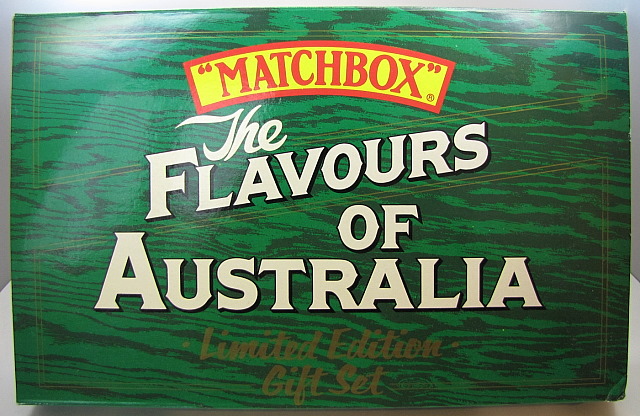 "MATCHBOX"®
The
FLAVOURS
OF
AUSTRALIA
· Limited Edition ·
Gift Set